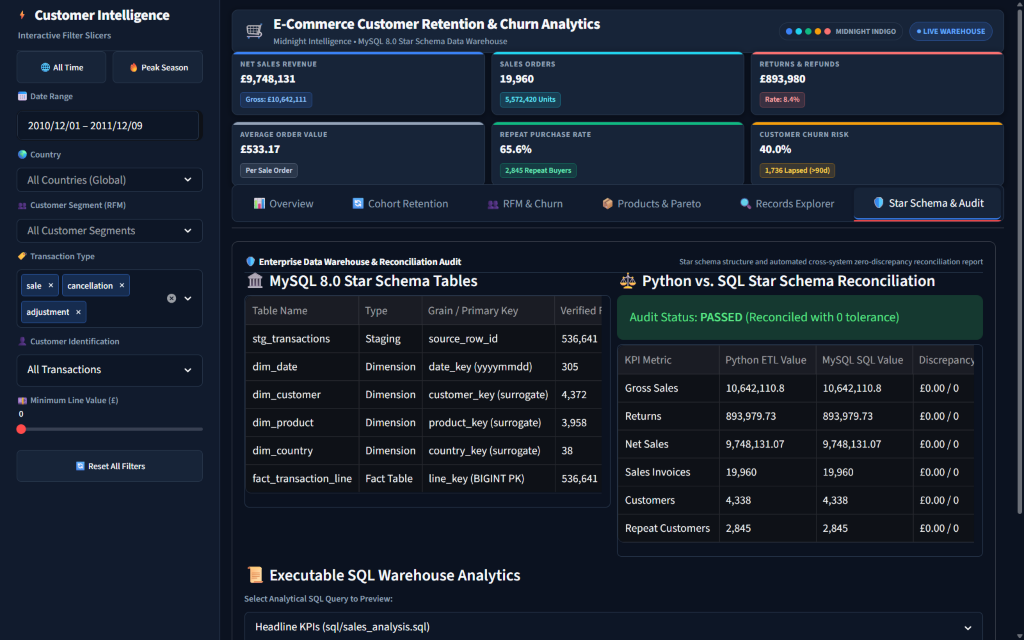 Customer Intelligence
Interactive Filter Slicers
All Time
Peak Season
Date Range
2010/12/01 – 2011/12/09
Country
All Countries (Global)
Customer Segment (RFM)
All Customer Segments
Transaction Type
sale ×
cancellation ×
adjustment ×
Customer Identification
All Transactions
Minimum Line Value (£)
0
Reset All Filters
E-Commerce Customer Retention & Churn Analytics
Midnight Intelligence • MySQL 8.0 Star Schema Data Warehouse
MIDNIGHT INDIGO
LIVE WAREHOUSE
NET SALES REVENUE
£9,748,131
Gross: £10,642,111
SALES ORDERS
19,960
5,572,420 Units
RETURNS & REFUNDS
£893,980
Rate: 8.4%
AVERAGE ORDER VALUE
£533.17
Per Sale Order
REPEAT PURCHASE RATE
65.6%
2,845 Repeat Buyers
CUSTOMER CHURN RISK
40.0%
1,736 Lapsed (>90d)
Overview
Cohort Retention
RFM & Churn
Products & Pareto
Records Explorer
Star Schema & Audit
Enterprise Data Warehouse & Reconciliation Audit
Star schema structure and automated cross-system zero-discrepancy reconciliation report
MySQL 8.0 Star Schema Tables
Table Name Type Grain / Primary Key Verified
stg_transactions Staging source_row_id 536,641
dim_date Dimension date_key (yyyymmdd) 305
dim_customer Dimension customer_key (surrogate) 4,372
dim_product Dimension product_key (surrogate) 3,958
dim_country Dimension country_key (surrogate) 38
fact_transaction_line Fact Table line_key (BIGINT PK) 536,641
Python vs. SQL Star Schema Reconciliation
Audit Status: PASSED (Reconciled with 0 tolerance)
KPI Metric Python ETL Value MySQL SQL Value Discrepancy
Gross Sales 10,642,110.8 10,642,110.8 £0.00 / 0
Returns 893,979.73 893,979.73 £0.00 / 0
Net Sales 9,748,131.07 9,748,131.07 £0.00 / 0
Sales Invoices 19,960 19,960 £0.00 / 0
Customers 4,338 4,338 £0.00 / 0
Repeat Customers 2,845 2,845 £0.00 / 0
Executable SQL Warehouse Analytics
Select Analytical SQL Query to Preview:
Headline KPIs (sql/sales_analysis.sql)